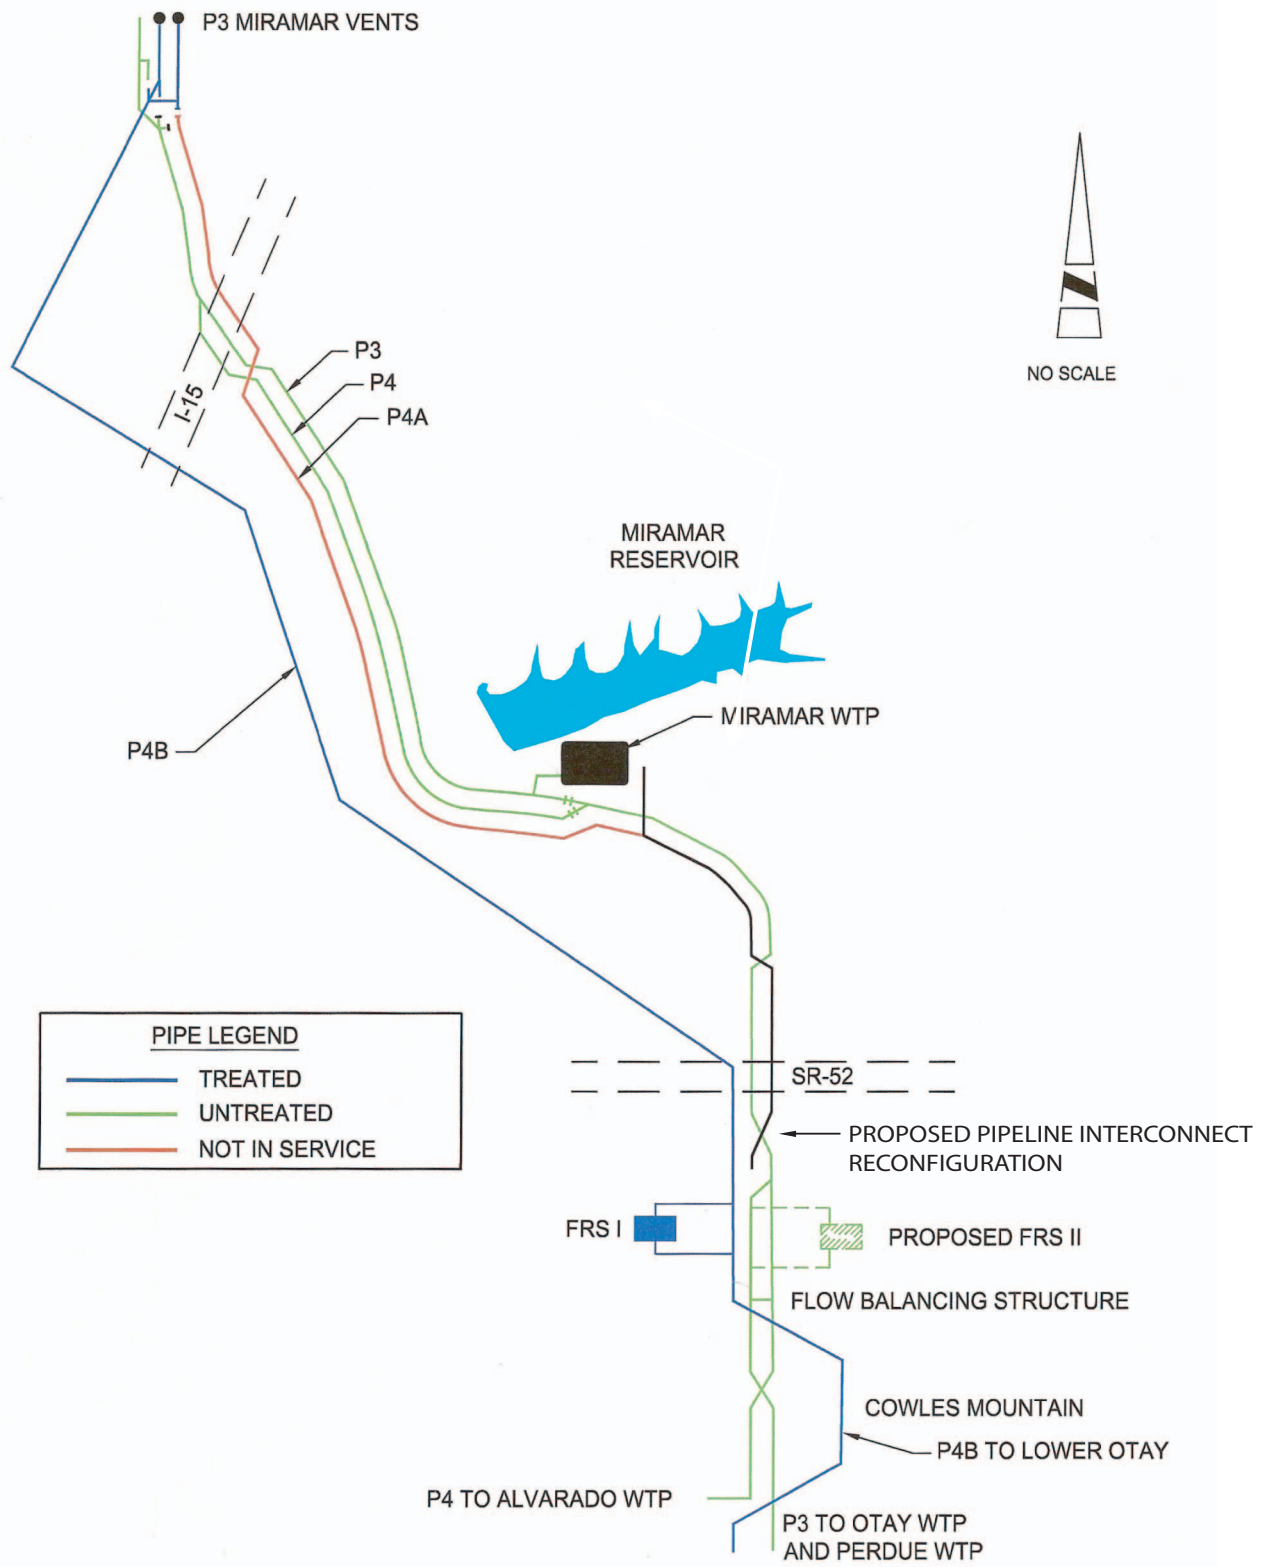 P3 MIRAMAR VENTS
NO SCALE
P3
P4
P4A
I-15
MIRAMAR
RESERVOIR
MIRAMAR WTP
P4B
PIPE LEGEND
TREATED
UNTREATED
NOT IN SERVICE
SR-52
PROPOSED PIPELINE INTERCONNECT
RECONFIGURATION
FRS I
PROPOSED FRS II
FLOW BALANCING STRUCTURE
COWLES MOUNTAIN
P4B TO LOWER OTAY
P4 TO ALVARADO WTP
P3 TO OTAY WTP
AND PERDUE WTP